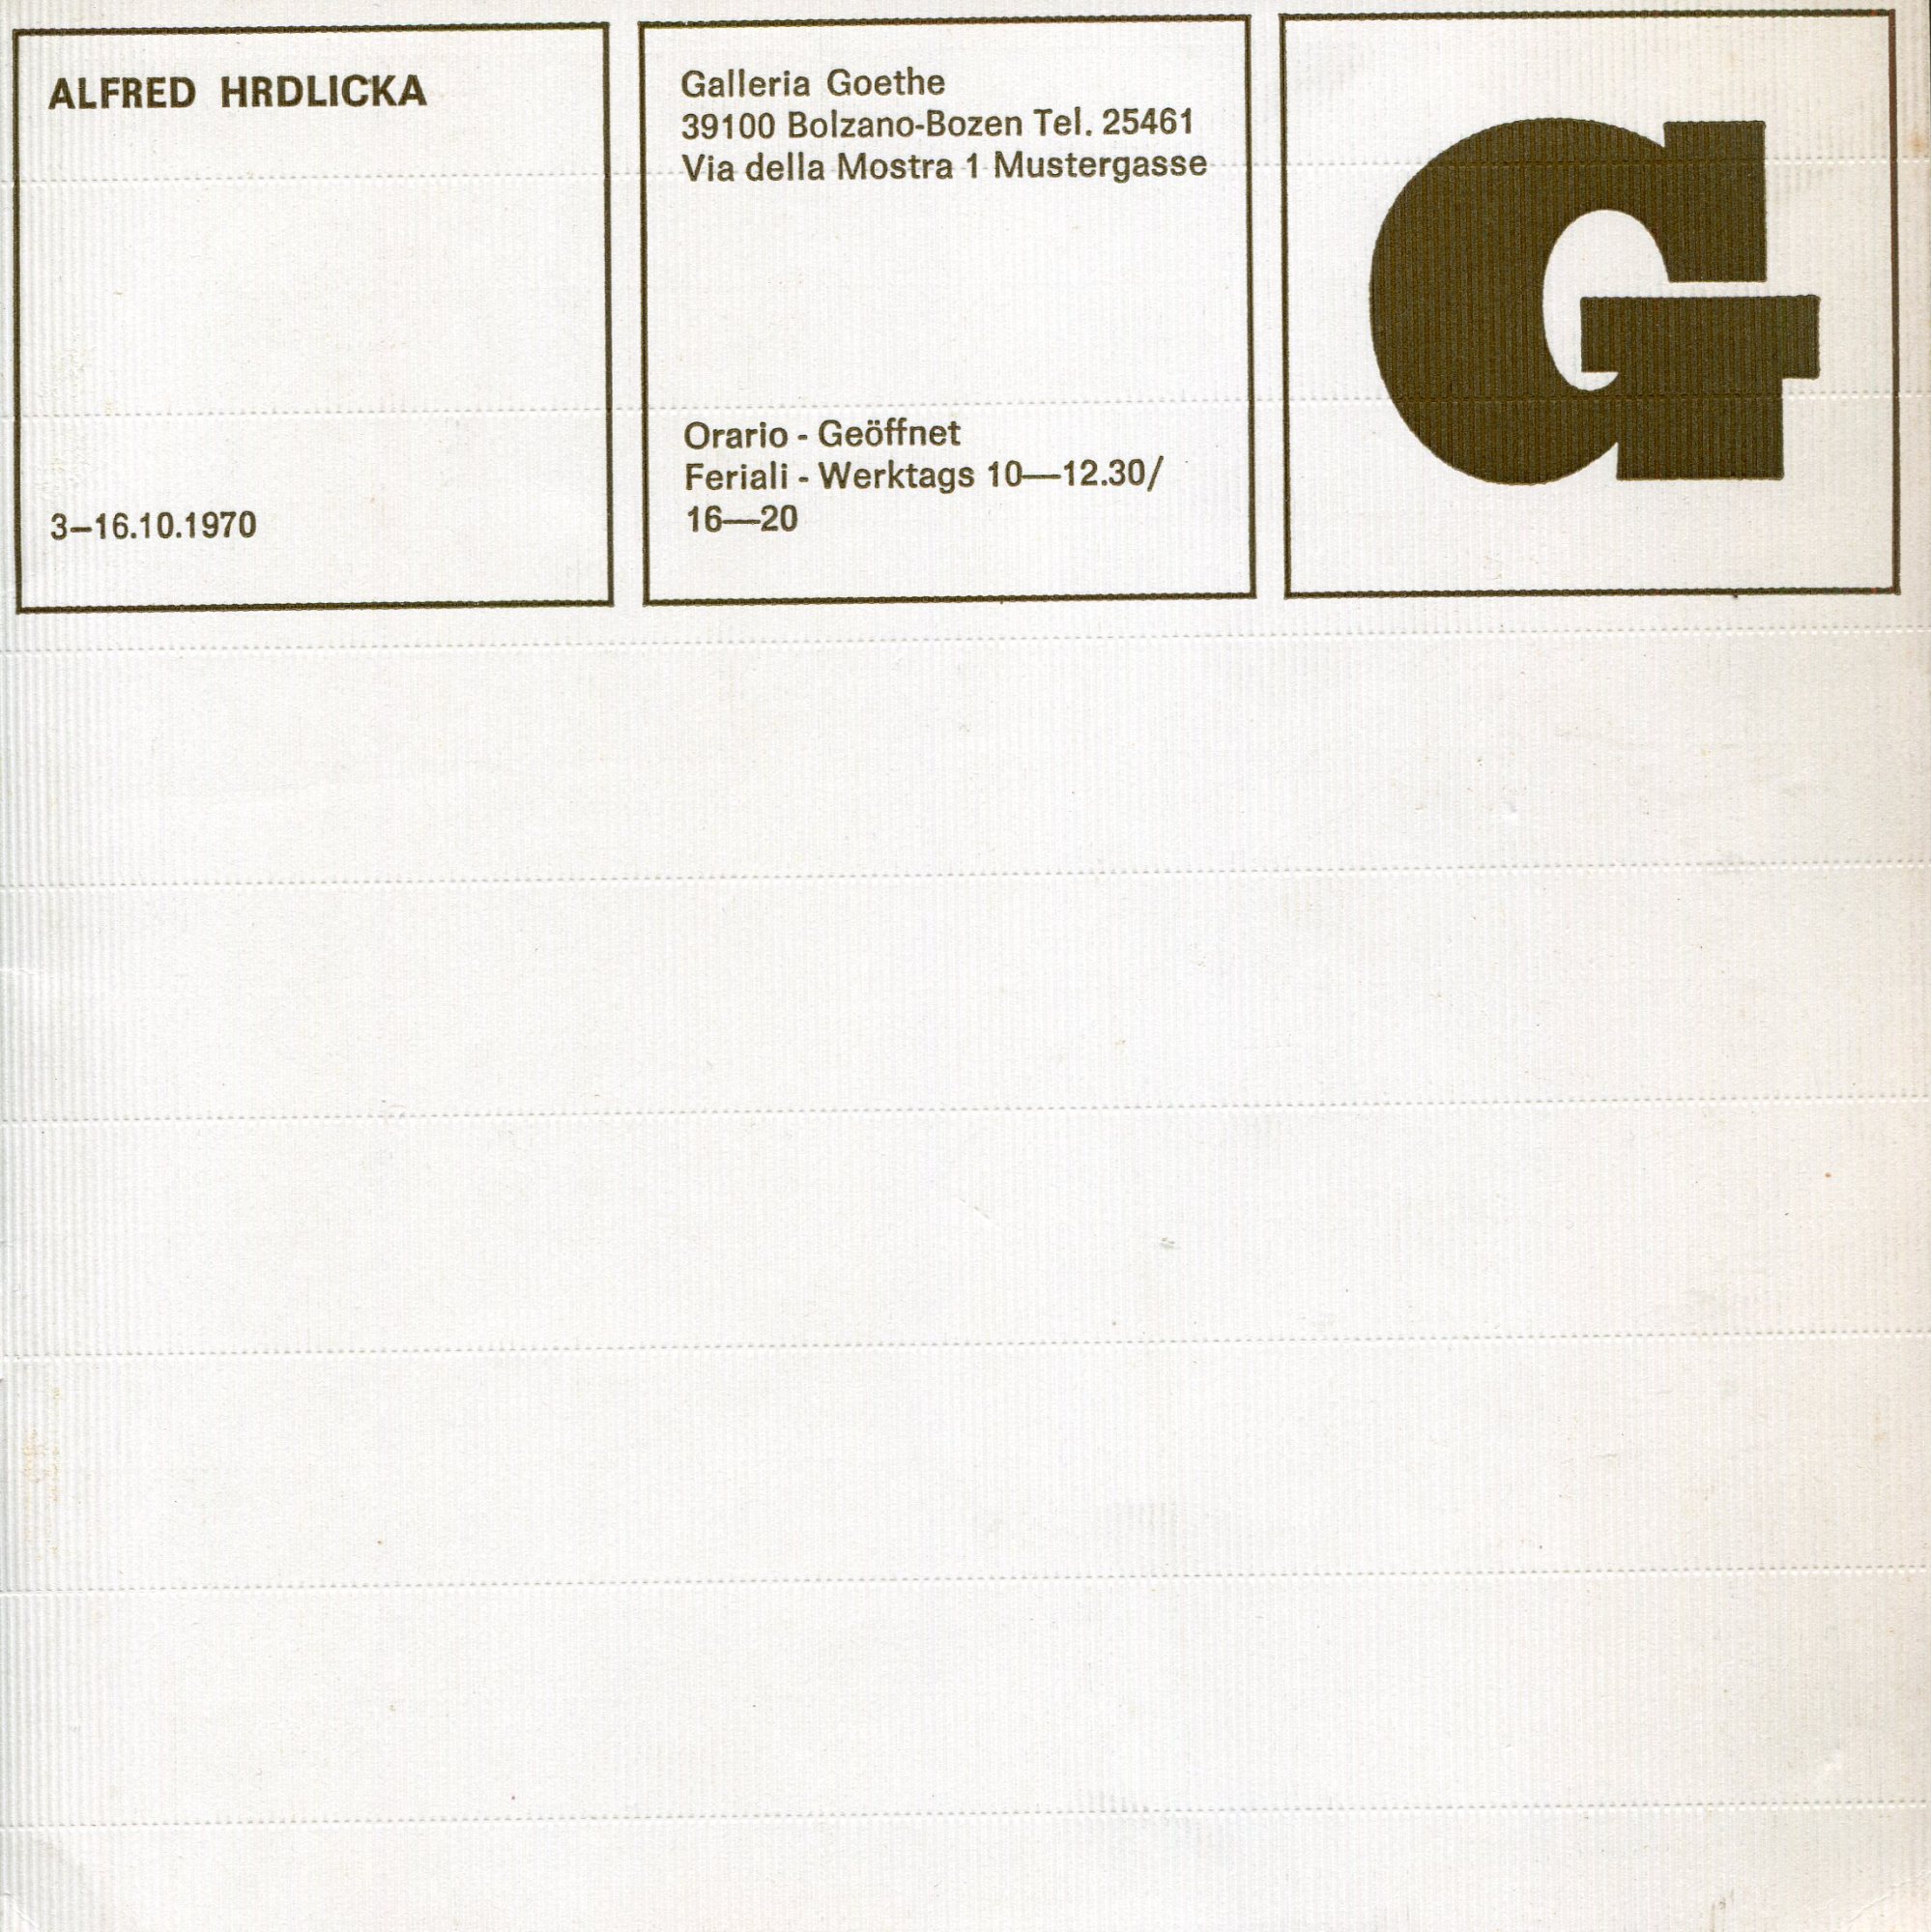 ALFRED HRDLICKA
3–16.10.1970
Galleria Goethe
39100 Bolzano-Bozen Tel. 25461
Via della Mostra 1 Mustergasse
Orario - Geöffnet
Feriali - Werktags 10—12.30/
16—20
G